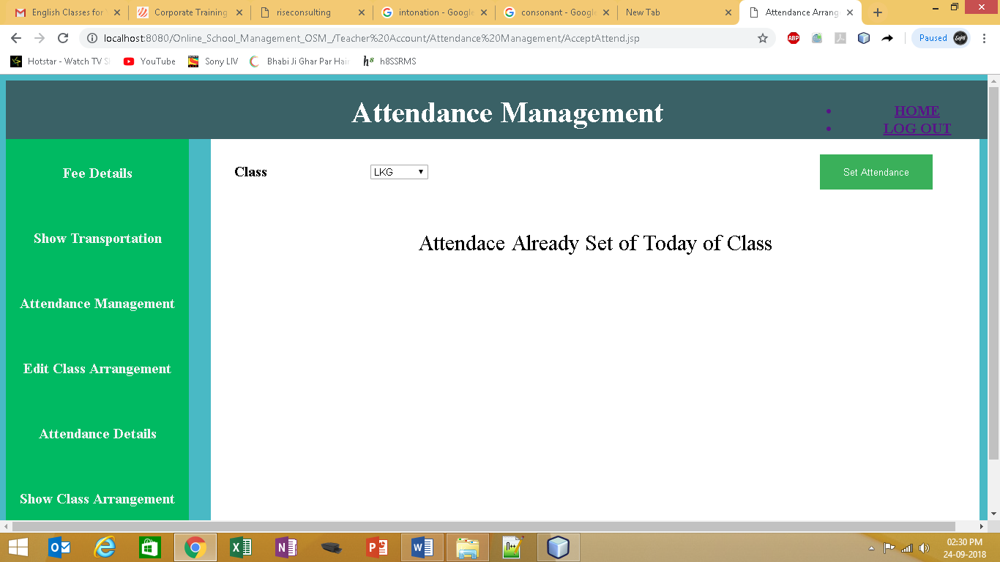 English Classes for
Corporate Training
riseconsulting
intonation - Google
consonant - Google
New Tab
Attendance Arrang
localhost:8080/Online_School_Management_OSM_/Teacher%20Account/Attendance%20Management/AcceptAttend.jsp
ABP
Paused
Hotstar - Watch TV S
YouTube
Sony LIV
Bhabi Ji Ghar Par Hain
h8SSRMS
Attendance Management
HOME
LOG OUT
Fee Details
Show Transportation
Attendance Management
Edit Class Arrangement
Attendance Details
Show Class Arrangement
Class
LKG
Set Attendance
Attendace Already Set of Today of Class
02:30 PM
24-09-2018